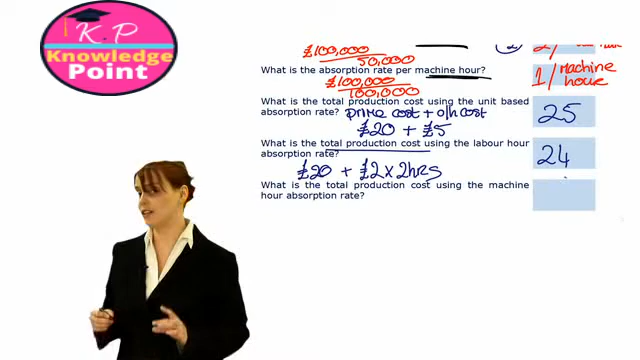 K.P
Knowledge
Point
£100,000
50,000
What is the absorption rate per machine hour?
1/machine
hour
£100,000
100,000
What is the total production cost using the unit based
absorption rate? prime cost + o/h cost
25
£20 + £5
What is the total production cost using the labour hour
absorption rate?
24
£20 + £2 x 2hrs
What is the total production cost using the machine
hour absorption rate?